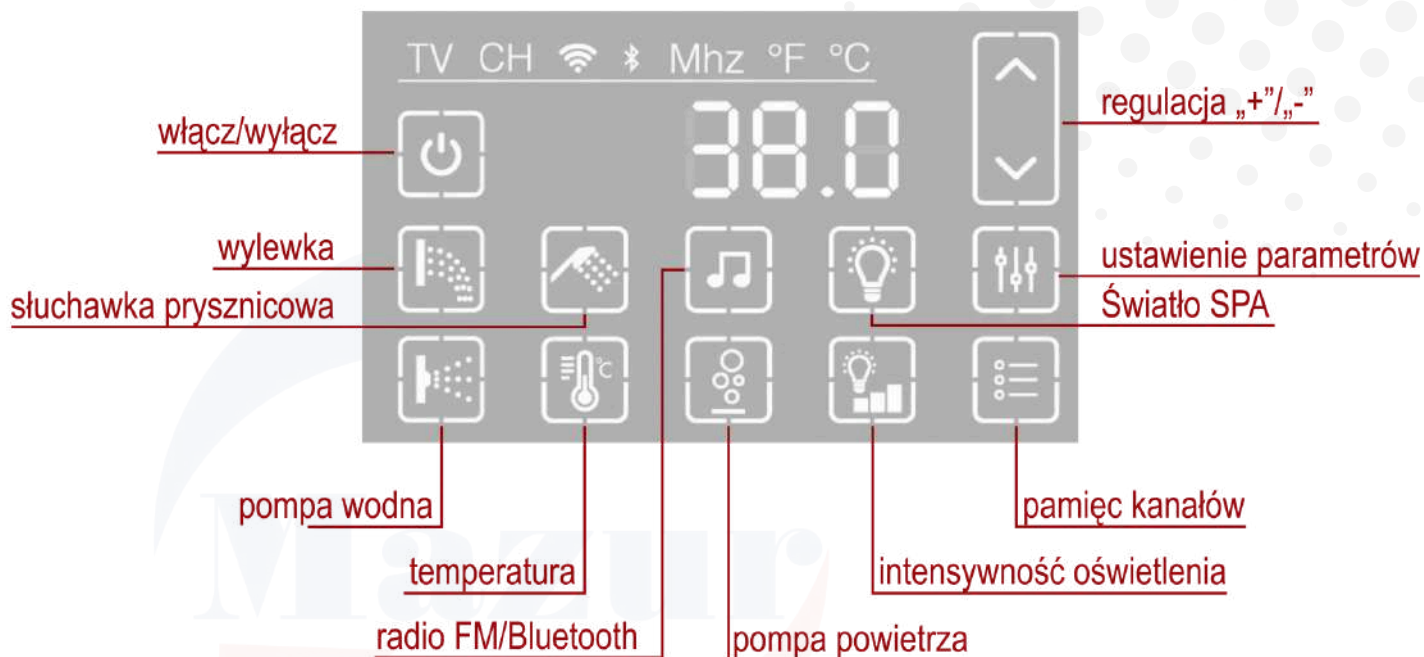 TV CH Mhz °F °C
38.0
regulacja „+”/„-”
włącz/wyłącz
wylewka
ustawienie parametrów
słuchawka prysznicowa
Światło SPA
°C
pompa wodna
pamięc kanałów
temperatura
intensywność oświetlenia
radio FM/Bluetooth
pompa powietrza
Mazur